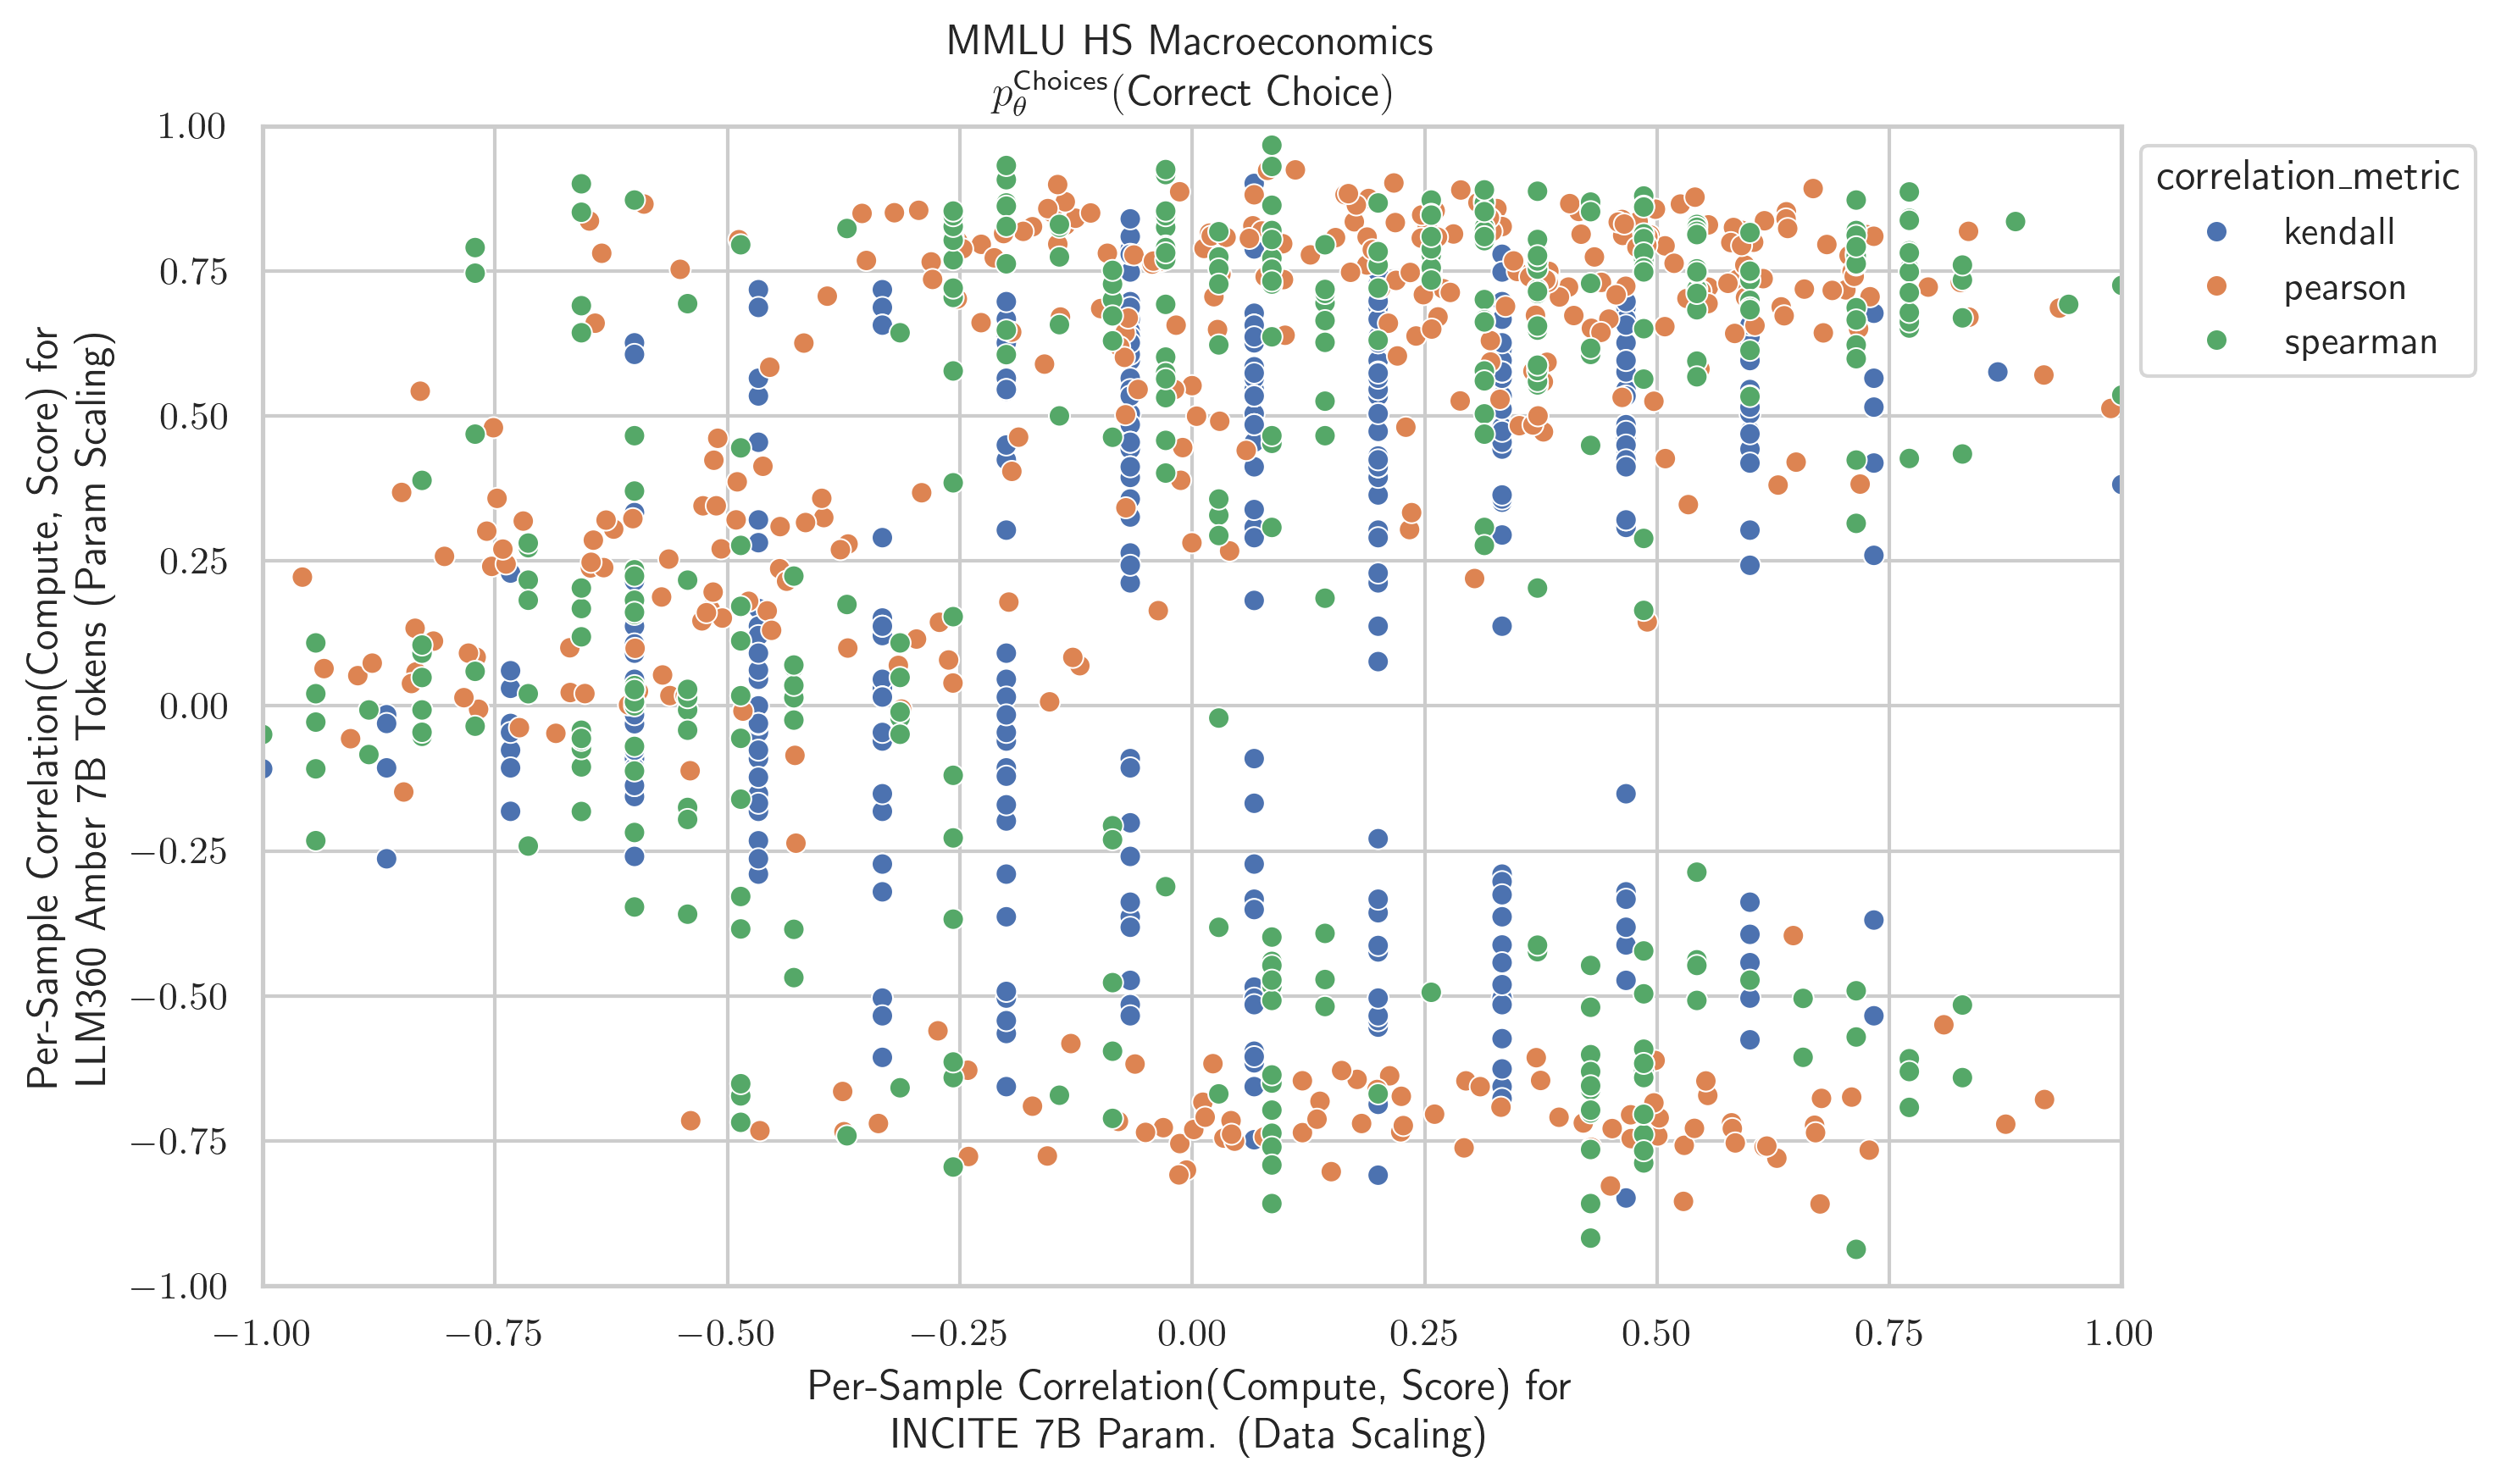 MMLU HS Macroeconomics
p_θ^Choices(Correct Choice)
Per-Sample Correlation(Compute, Score) for
LLM360 Amber 7B Tokens (Param Scaling)
1.00
0.75
0.50
0.25
0.00
−0.25
−0.50
−0.75
−1.00
−1.00 −0.75 −0.50 −0.25 0.00 0.25 0.50 0.75 1.00
Per-Sample Correlation(Compute, Score) for
INCITE 7B Param. (Data Scaling)
correlation_metric
kendall
pearson
spearman